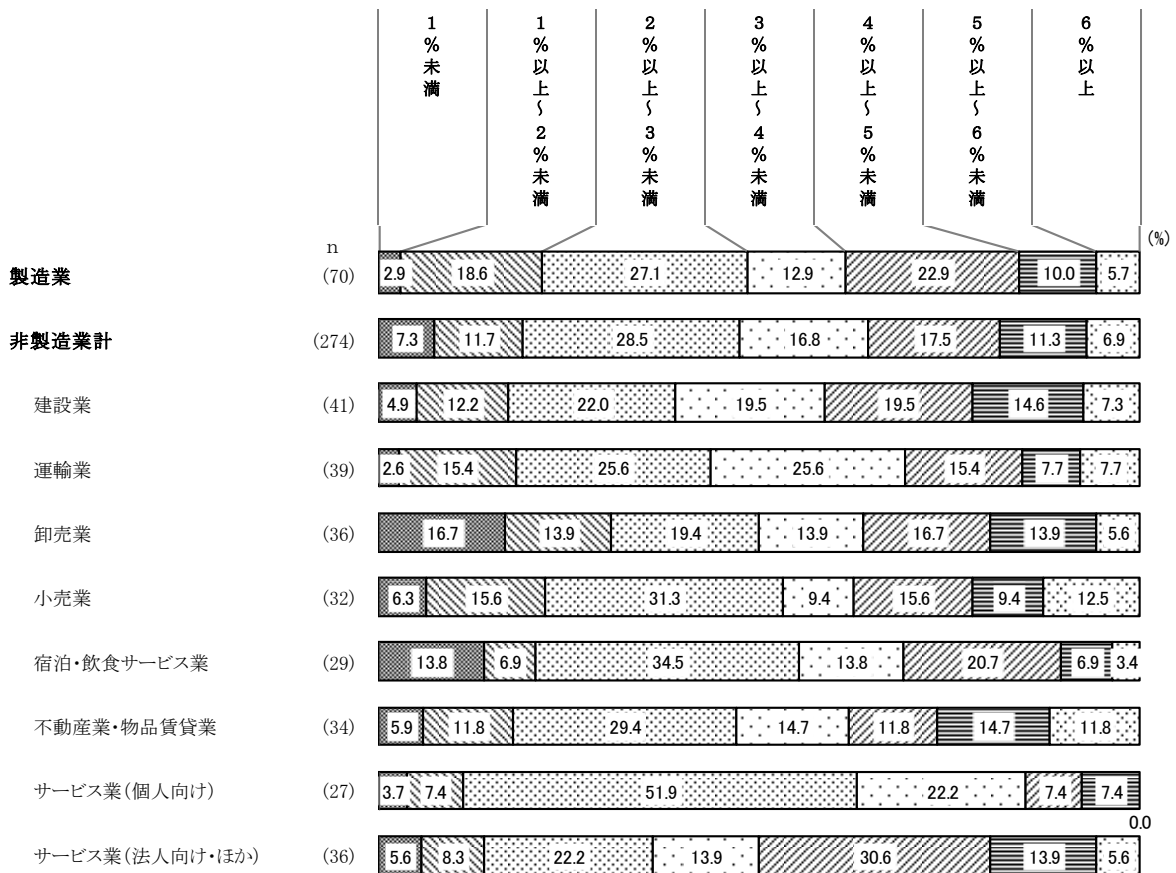 1%未満
1%以上~2%未満
2%以上~3%未満
3%以上~4%未満
4%以上~5%未満
5%以上~6%未満
6%以上
(%)
n
製造業 (70) 2.9 18.6 27.1 12.9 22.9 10.0 5.7
非製造業計 (274) 7.3 11.7 28.5 16.8 17.5 11.3 6.9
建設業 (41) 4.9 12.2 22.0 19.5 19.5 14.6 7.3
運輸業 (39) 2.6 15.4 25.6 25.6 15.4 7.7 7.7
卸売業 (36) 16.7 13.9 19.4 13.9 16.7 13.9 5.6
小売業 (32) 6.3 15.6 31.3 9.4 15.6 9.4 12.5
宿泊・飲食サービス業 (29) 13.8 6.9 34.5 13.8 20.7 6.9 3.4
不動産業・物品賃貸業 (34) 5.9 11.8 29.4 14.7 11.8 14.7 11.8
サービス業(個人向け) (27) 3.7 7.4 51.9 22.2 7.4 7.4
0.0
サービス業(法人向け・ほか) (36) 5.6 8.3 22.2 13.9 30.6 13.9 5.6